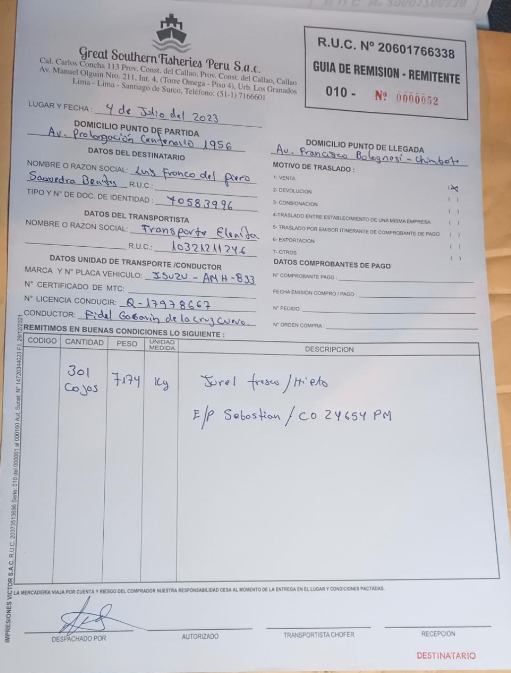 Great Southern Fisheries Peru S.a.c.
Cal. Carlos Concha 113 Prov. Const. del Callao, Prov. Const. del Callao, Callao
Av. Manuel Olguin Nro. 211, Int. 4, (Torre Omega - Piso 4), Urb. Los Granados
Lima - Lima - Santiago de Surco, Teléfono: (51-1) 7166601
R.U.C. Nº 20601766338
GUIA DE REMISION - REMITENTE
010 - Nº 0000052
LUGAR Y FECHA: 4 de Julio del 2023
DOMICILIO PUNTO DE PARTIDA
Av. Prolongación Centenario 1956
DOMICILIO PUNTO DE LLEGADA
Av. Francisco Bolognesi - Chimbote
DATOS DEL DESTINATARIO
NOMBRE O RAZON SOCIAL: Luis Franco del piero
Saavedra Benites R.U.C.:
TIPO Y Nº DE DOC. DE IDENTIDAD: 70583996
MOTIVO DE TRASLADO:
1- VENTA
2- DEVOLUCION
3- CONSIGNACION
4-TRASLADO ENTRE ESTABLECIMIENTO DE UNA MISMA EMPRESA
5- TRASLADO POR EMISOR ITINERANTE DE COMPROBANTE DE PAGO
6- EXPORTACION
7- OTROS
DATOS DEL TRANSPORTISTA
NOMBRE O RAZON SOCIAL: Transporte Elenita
R.U.C.: 10321211246
DATOS UNIDAD DE TRANSPORTE /CONDUCTOR
MARCA Y Nº PLACA VEHICULO: ISUZU - AMH-833
Nº CERTIFICADO DE MTC:
Nº LICENCIA CONDUCIR: Q-17978667
CONDUCTOR: Fidel de la cruz
DATOS COMPROBANTES DE PAGO
Nº COMPROBANTE PAGO:
FECHA EMISIÓN COMPRO / PAGO:
Nº PEDIDO:
Nº ORDEN COMPRA:
REMITIMOS EN BUENAS CONDICIONES LO SIGUIENTE:
CODIGO CANTIDAD PESO UNIDAD MEDIDA DESCRIPCION
301 Cajas 7174 Kg Jurel fresco / Hielo
E/P Sebastian / CO 24654 PM
LA MERCADERIA VIAJA POR CUENTA Y RIESGO DEL COMPRADOR NUESTRA RESPONSABILIDAD CESA AL MOMENTO DE LA ENTREGA EN EL LUGAR Y CONDICIONES PACTADAS.
DESPACHADO POR
AUTORIZADO
TRANSPORTISTA CHOFER
RECEPCIÓN
DESTINATARIO
IMPRESIONES VICTOR S.A.C. R.U.C.